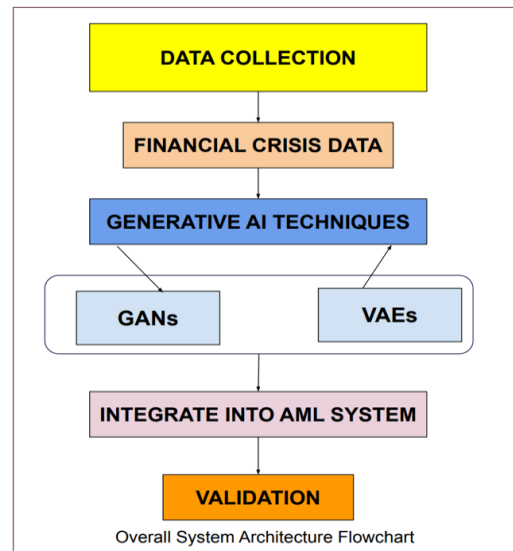 DATA COLLECTION
FINANCIAL CRISIS DATA
GENERATIVE AI TECHNIQUES
GANs
VAEs
INTEGRATE INTO AML SYSTEM
VALIDATION
Overall System Architecture Flowchart